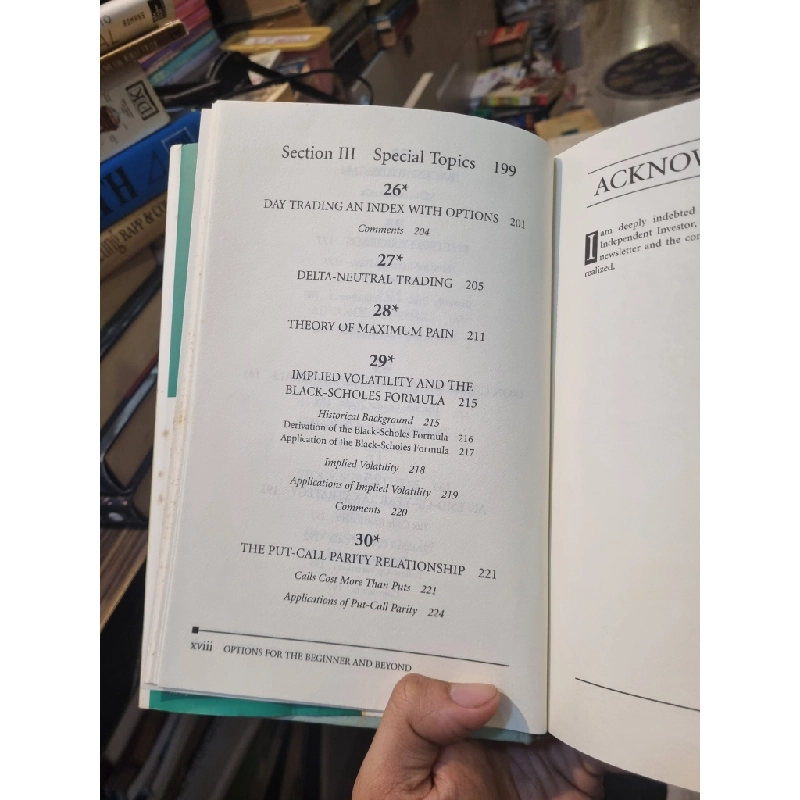 Section III Special Topics 199
26*
DAY TRADING AN INDEX WITH OPTIONS 201
Comments 204
27*
DELTA-NEUTRAL TRADING 205
28*
THEORY OF MAXIMUM PAIN 211
29*
IMPLIED VOLATILITY AND THE
BLACK-SCHOLES FORMULA 215
Historical Background 215
Derivation of the Black-Scholes Formula 216
Application of the Black-Scholes Formula 217
Implied Volatility 218
Applications of Implied Volatility 219
Comments 220
30*
THE PUT-CALL PARITY RELATIONSHIP 221
Calls Cost More Than Puts 221
Applications of Put-Call Parity 224
xviii OPTIONS FOR THE BEGINNER AND BEYOND
ACKNOW
I am deeply indebted
Independent Investor,
newsletter and the con
realized.
DK
RAPP &